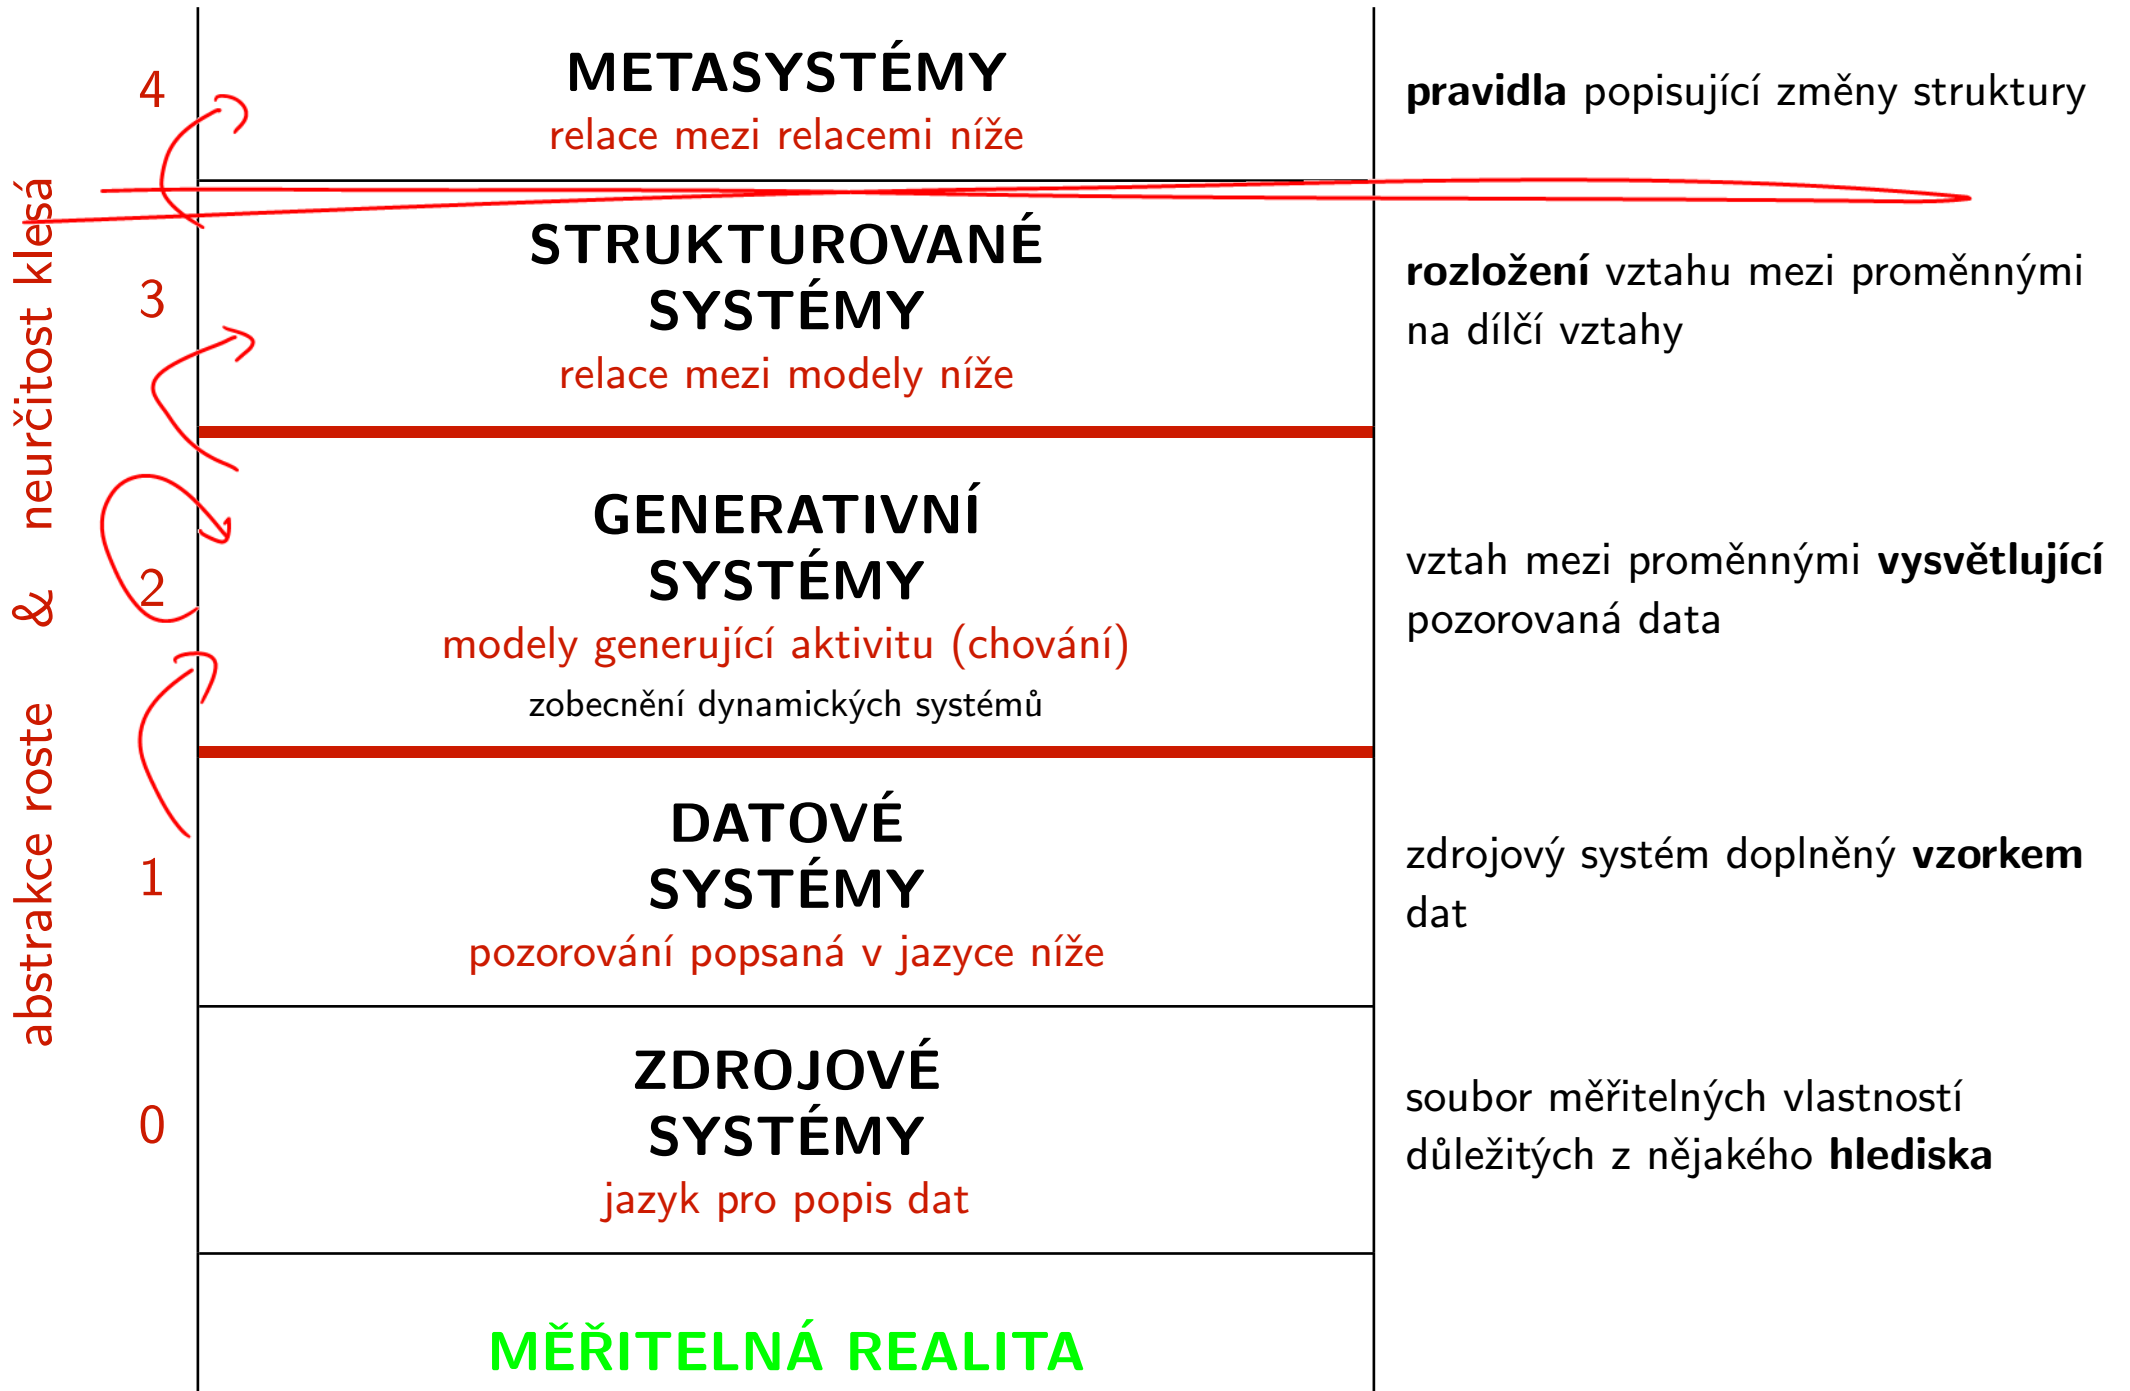 4
METASYSTÉMY
relace mezi relacemi níže
pravidla popisující změny struktury
3
STRUKTUROVANÉ
SYSTÉMY
relace mezi modely níže
rozložení vztahu mezi proměnnými
na dílčí vztahy
2
GENERATIVNÍ
SYSTÉMY
modely generující aktivitu (chování)
zobecnění dynamických systémů
vztah mezi proměnnými vysvětlující
pozorovaná data
1
DATOVÉ
SYSTÉMY
pozorování popsaná v jazyce níže
zdrojový systém doplněný vzorkem
dat
0
ZDROJOVÉ
SYSTÉMY
jazyk pro popis dat
soubor měřitelných vlastností
důležitých z nějakého hlediska
MĚŘITELNÁ REALITA
abstrakce roste & neurčitost klesá